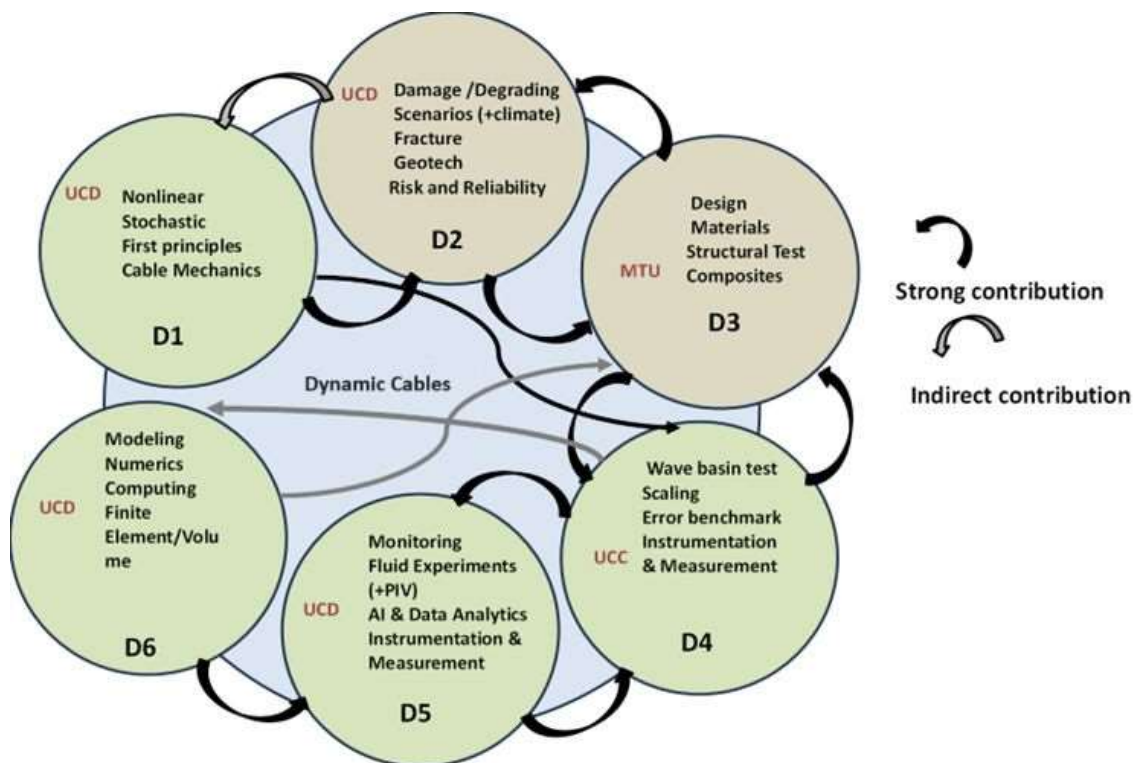 UCD
Damage /Degrading
Scenarios (+climate)
Fracture
Geotech
Risk and Reliability
D2
UCD
Nonlinear
Stochastic
First principles
Cable Mechanics
D1
Design
Materials
Structural Test
Composites
MTU
D3
Strong contribution
Indirect contribution
Dynamic Cables
Modeling
Numerics
Computing
Finite
Element/Volu
me
UCD
D6
Monitoring
Fluid Experiments
(+PIV)
AI & Data Analytics
Instrumentation &
Measurement
UCD
D5
Wave basin test
Scaling
Error benchmark
Instrumentation
& Measurement
UCC
D4